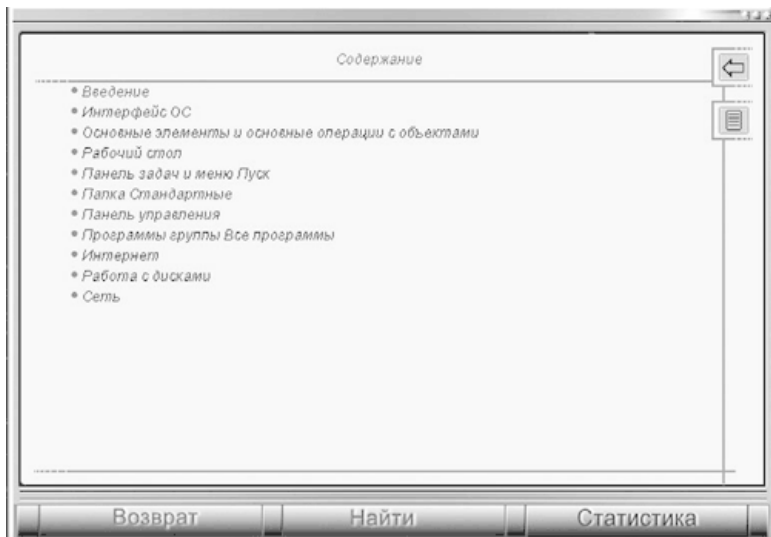 Содержание
Введение
Интерфейс ОС
Основные элементы и основные операции с объектами
Рабочий стол
Панель задач и меню Пуск
Папка Стандартные
Панель управления
Программы группы Все программы
Интернет
Работа с дисками
Сеть
Возврат Найти Статистика